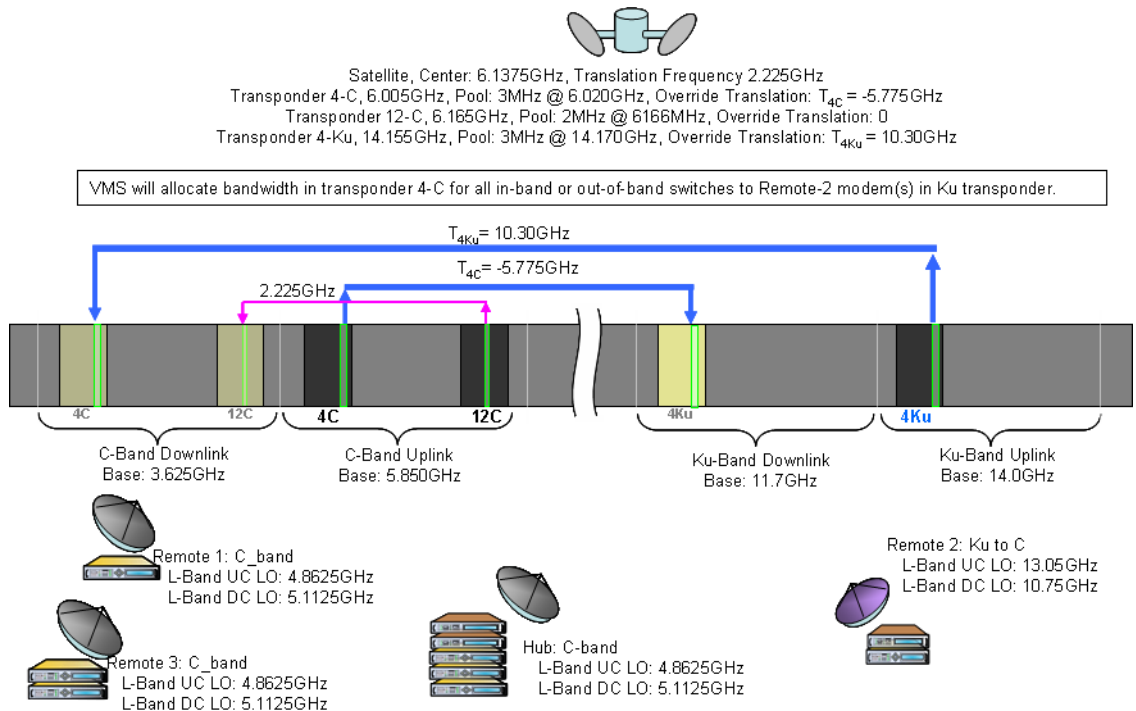 Satellite, Center: 6.1375GHz, Translation Frequency 2.225GHz
Transponder 4-C, 6.005GHz, Pool: 3MHz @ 6.020GHz, Override Translation: T4C = -5.775GHz
Transponder 12-C, 6.165GHz, Pool: 2MHz @ 6166MHz, Override Translation: 0
Transponder 4-Ku, 14.155GHz, Pool: 3MHz @ 14.170GHz, Override Translation: T4Ku = 10.30GHz
VMS will allocate bandwidth in transponder 4-C for all in-band or out-of-band switches to Remote-2 modem(s) in Ku transponder.
T4Ku = 10.30GHz
T4C= -5.775GHz
2.225GHz
4C
12C
4C
12C
4Ku
4Ku
C-Band Downlink
Base: 3.625GHz
C-Band Uplink
Base: 5.850GHz
Ku-Band Downlink
Base: 11.7GHz
Ku-Band Uplink
Base: 14.0GHz
Remote 1: C_band
L-Band UC LO: 4.8625GHz
L-Band DC LO: 5.1125GHz
Remote 3: C_band
L-Band UC LO: 4.8625GHz
L-Band DC LO: 5.1125GHz
Hub: C-band
L-Band UC LO: 4.8625GHz
L-Band DC LO: 5.1125GHz
Remote 2: Ku to C
L-Band UC LO: 13.05GHz
L-Band DC LO: 10.75GHz